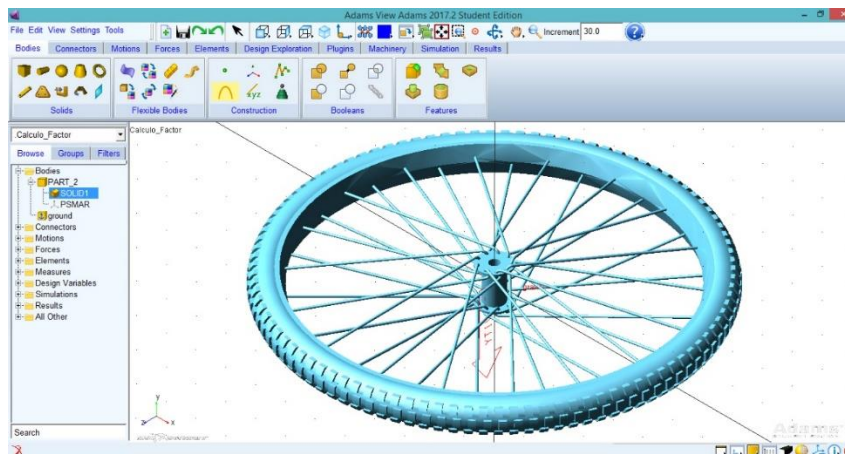 Adams View Adams 2017.2 Student Edition
File Edit View Settings Tools
Increment 30.0
Bodies Connectors Motions Forces Elements Design Exploration Plugins Machinery Simulation Results
Solids Flexible Bodies Construction Booleans Features
.Calculo_Factor
Calculo_Factor
Browse Groups Filters
Bodies
PART_2
SOLID1
PSMAR
ground
Connectors
Motions
Forces
Elements
Measures
Design Variables
Simulations
Results
All Other
y
z x
Search
Adams